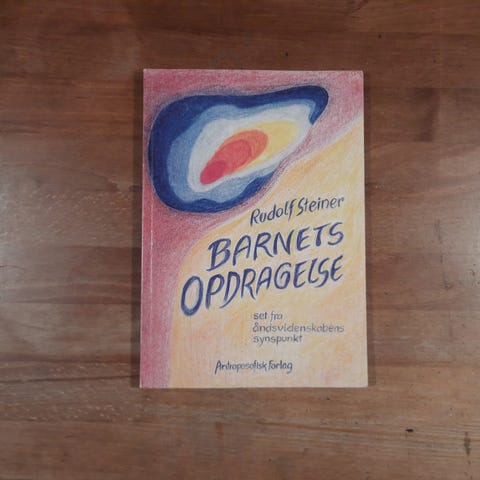 Rudolf Steiner
BARNETS
OPDRAGELSE
set fra
åndsvidenskabens
synspunkt
Antroposofisk Forlag